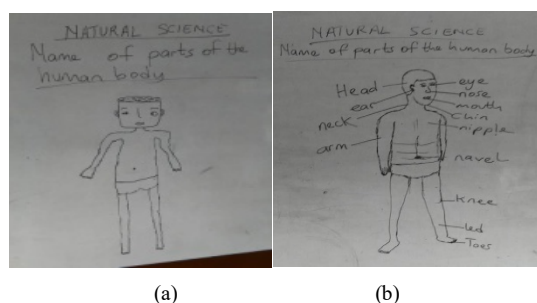 NATURAL SCIENCE
Name of parts of the
human body
NATURAL SCIENCE
Name of parts of the human body
Head
eye
nose
ear
mouth
chin
neck
nipple
arm
navel
Knee
Toes
(a)
(b)